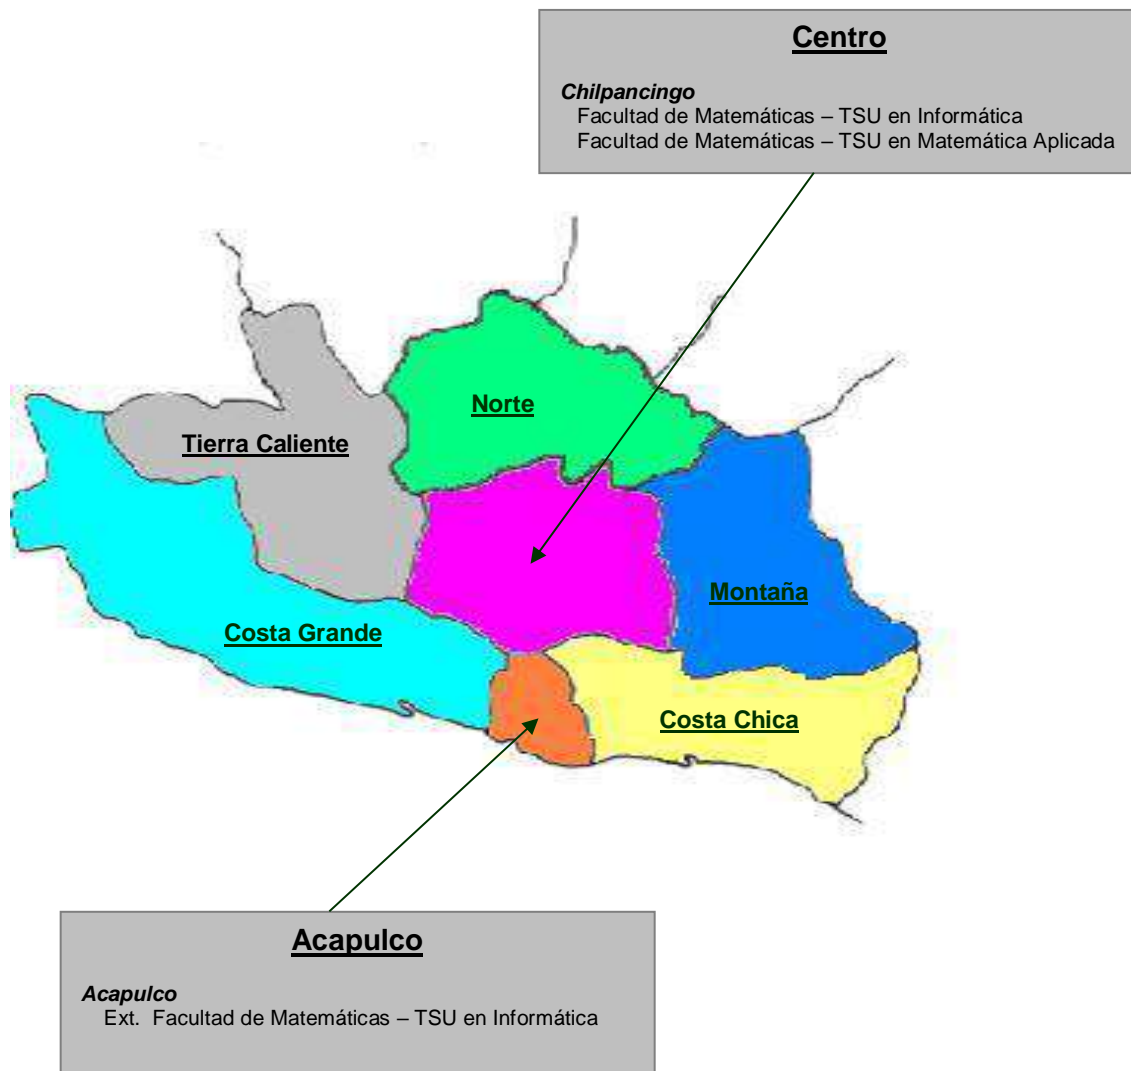 Centro
Chilpancingo
Facultad de Matemáticas – TSU en Informática
Facultad de Matemáticas – TSU en Matemática Aplicada
Norte
Tierra Caliente
Montaña
Costa Grande
Costa Chica
Acapulco
Acapulco
Ext.  Facultad de Matemáticas – TSU en Informática